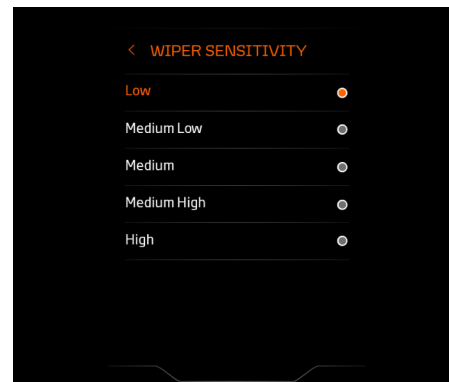 < WIPER SENSITIVITY
Low
Medium Low
Medium
Medium High
High